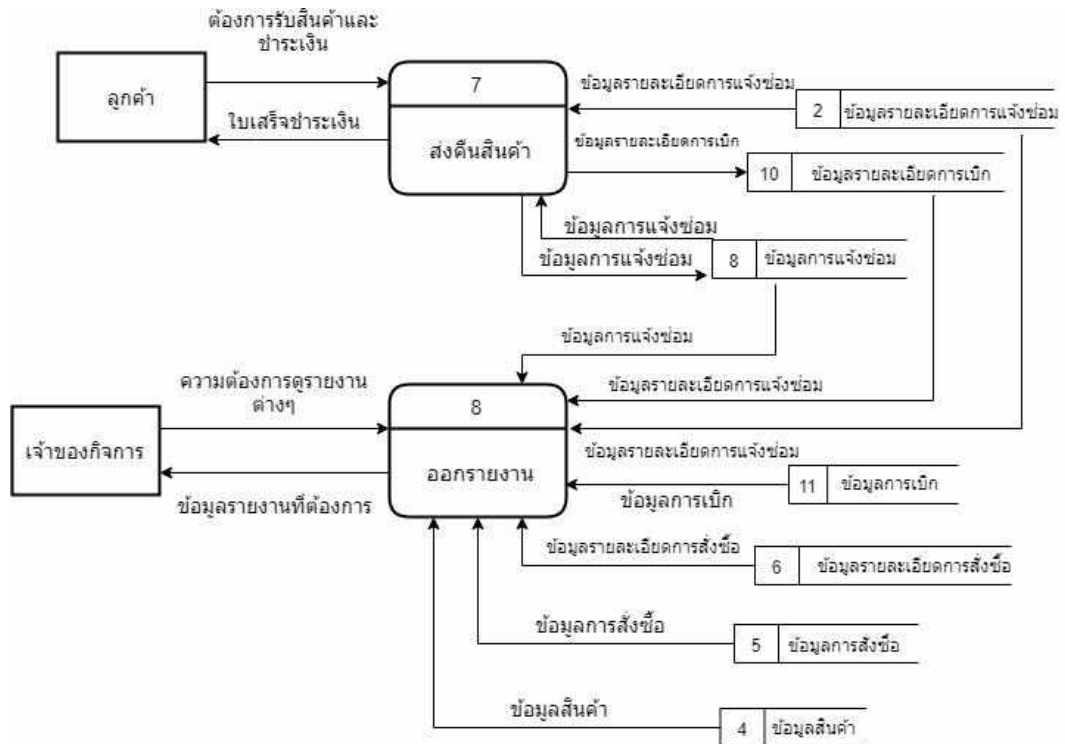 ต้องการรับสินค้าและ
ชำระเงิน
ลูกค้า
ใบเสร็จชำระเงิน
7
ส่งคืนสินค้า
ข้อมูลรายละเอียดการแจ้งซ่อม
2
ข้อมูลรายละเอียดการแจ้งซ่อม
ข้อมูลรายละเอียดการเบิก
10
ข้อมูลรายละเอียดการเบิก
ข้อมูลการแจ้งซ่อม
ข้อมูลการแจ้งซ่อม
8
ข้อมูลการแจ้งซ่อม
ข้อมูลการแจ้งซ่อม
ความต้องการดูรายงาน
ต่างๆ
เจ้าของกิจการ
ข้อมูลรายงานที่ต้องการ
8
ออกรายงาน
ข้อมูลรายละเอียดการแจ้งซ่อม
ข้อมูลรายละเอียดการแจ้งซ่อม
ข้อมูลการเบิก
11
ข้อมูลการเบิก
ข้อมูลรายละเอียดการสั่งซื้อ
6
ข้อมูลรายละเอียดการสั่งซื้อ
ข้อมูลการสั่งซื้อ
5
ข้อมูลการสั่งซื้อ
ข้อมูลสินค้า
4
ข้อมูลสินค้า